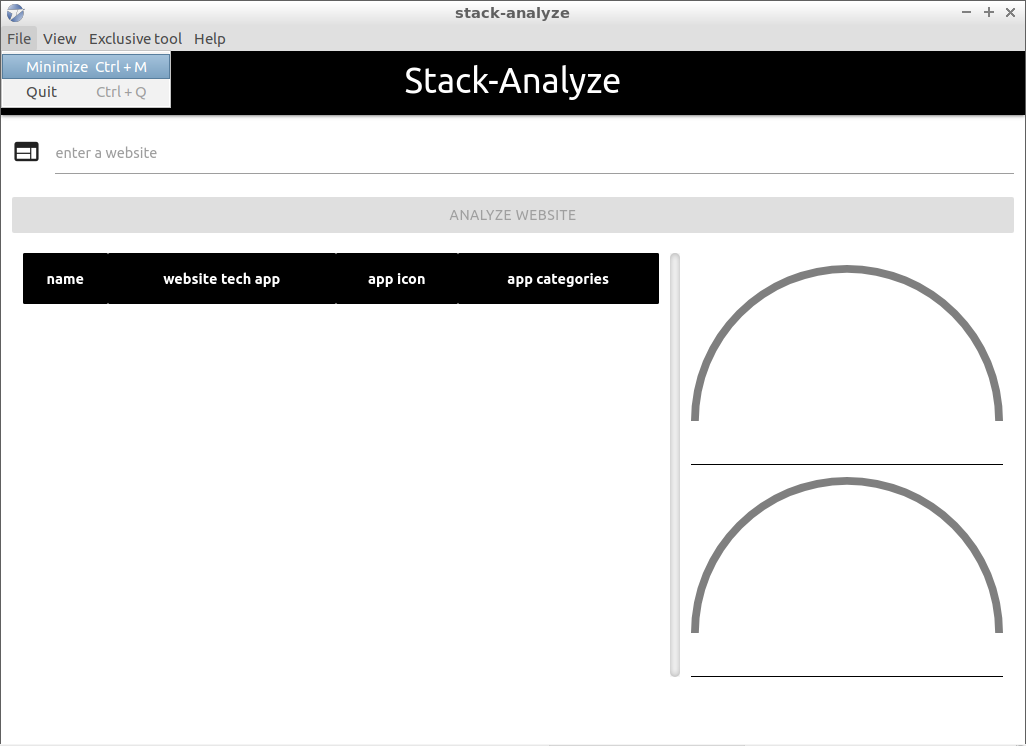 stack-analyze
File View Exclusive tool Help
Minimize Ctrl + M
Quit Ctrl + Q
Stack-Analyze
enter a website
ANALYZE WEBSITE
name website tech app app icon app categories